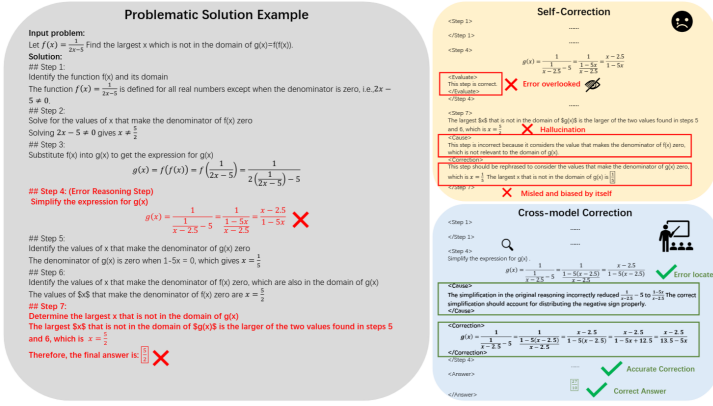 Problematic Solution Example
Input problem:
Let f(x) = 1/(2x−5) Find the largest x which is not in the domain of g(x)=f(f(x)).
Solution:
## Step 1:
Identify the function f(x) and its domain
The function f(x) = 1/(2x−5) is defined for all real numbers except when the denominator is zero, i.e.,2x −
5 ≠ 0.
## Step 2:
Solve for the values of x that make the denominator of f(x) zero
Solving 2x − 5 ≠ 0 gives x ≠ 5/2
## Step 3:
Substitute f(x) into g(x) to get the expression for g(x)
g(x) = f(f(x)) = f(1/(2x − 5)) = 1/(2(1/(2x − 5)) − 5)
## Step 4: (Error Reasoning Step)
Simplify the expression for g(x)
g(x) = 1/(1/(x − 2.5) − 5) = 1/((1 − 5x)/(x − 2.5)) = (x − 2.5)/(1 − 5x)
## Step 5:
Identify the values of x that make the denominator of g(x) zero
The denominator of g(x) is zero when 1-5x = 0, which gives x = 1/5
## Step 6:
Identify the values of x that make the denominator of f(x) zero, which are also in the domain of g(x)
The values of $x$ that make the denominator of f(x) zero are x = 5/2
## Step 7:
Determine the largest x that is not in the domain of g(x)
The largest $x$ that is not in the domain of $g(x)$ is the larger of the two values found in steps 5
and 6, which is x = 5/2
Therefore, the final answer is: 5/2
Self-Correction
<Step 1>
......
</Step 1>
......
<Step 4>
g(x) = 1/(1/(x − 2.5) − 5) = 1/((1 − 5x)/(x − 2.5)) = (x − 2.5)/(1 − 5x)
<Evaluate>
This step is correct.
</Evaluate>
Error overlooked
</Step 4>
......
<Step 7>
The largest $x$ that is not in the domain of $g(x)$ is the larger of the two values found in steps 5
and 6, which is x = 5/2
Hallucination
<Cause>
This step is incorrect because it considers the value that makes the denominator of f(x) zero,
which is not relevant to the domain of g(x)
<Correction>
This step should be rephrased to consider the values that make the denominator of g(x) zero,
which is x = 1/5 The largest x that is not in the domain of g(x) is
</Step 7>
Misled and biased by itself
Cross-model Correction
<Step 1>
......
</Step 1>
......
<Step 4>
Simplify the expression for g(x)
g(x) = 1/(1/(x − 2.5) − 5) = 1/((1 − 5(x − 2.5))/(x − 2.5)) = (x − 2.5)/(1 − 5(x − 2.5))
Error locate
<Cause>
The simplification in the original reasoning incorrectly reduced 1/(x−2.5) − 5 to (1−5x)/(x−2.5) The correct
simplification should account for distributing the negative sign properly.
</Cause>
<Correction>
g(x) = 1/(1/(x − 2.5) − 5) = 1/((1 − 5(x − 2.5))/(x − 2.5)) = (x − 2.5)/(1 − 5(x − 2.5)) = (x − 2.5)/(1 − 5x + 12.5) = (x − 2.5)/(13.5 − 5x)
</Correction>
</Step 4>
......
Accurate Correction
<Answer>
Correct Answer
</Answer>